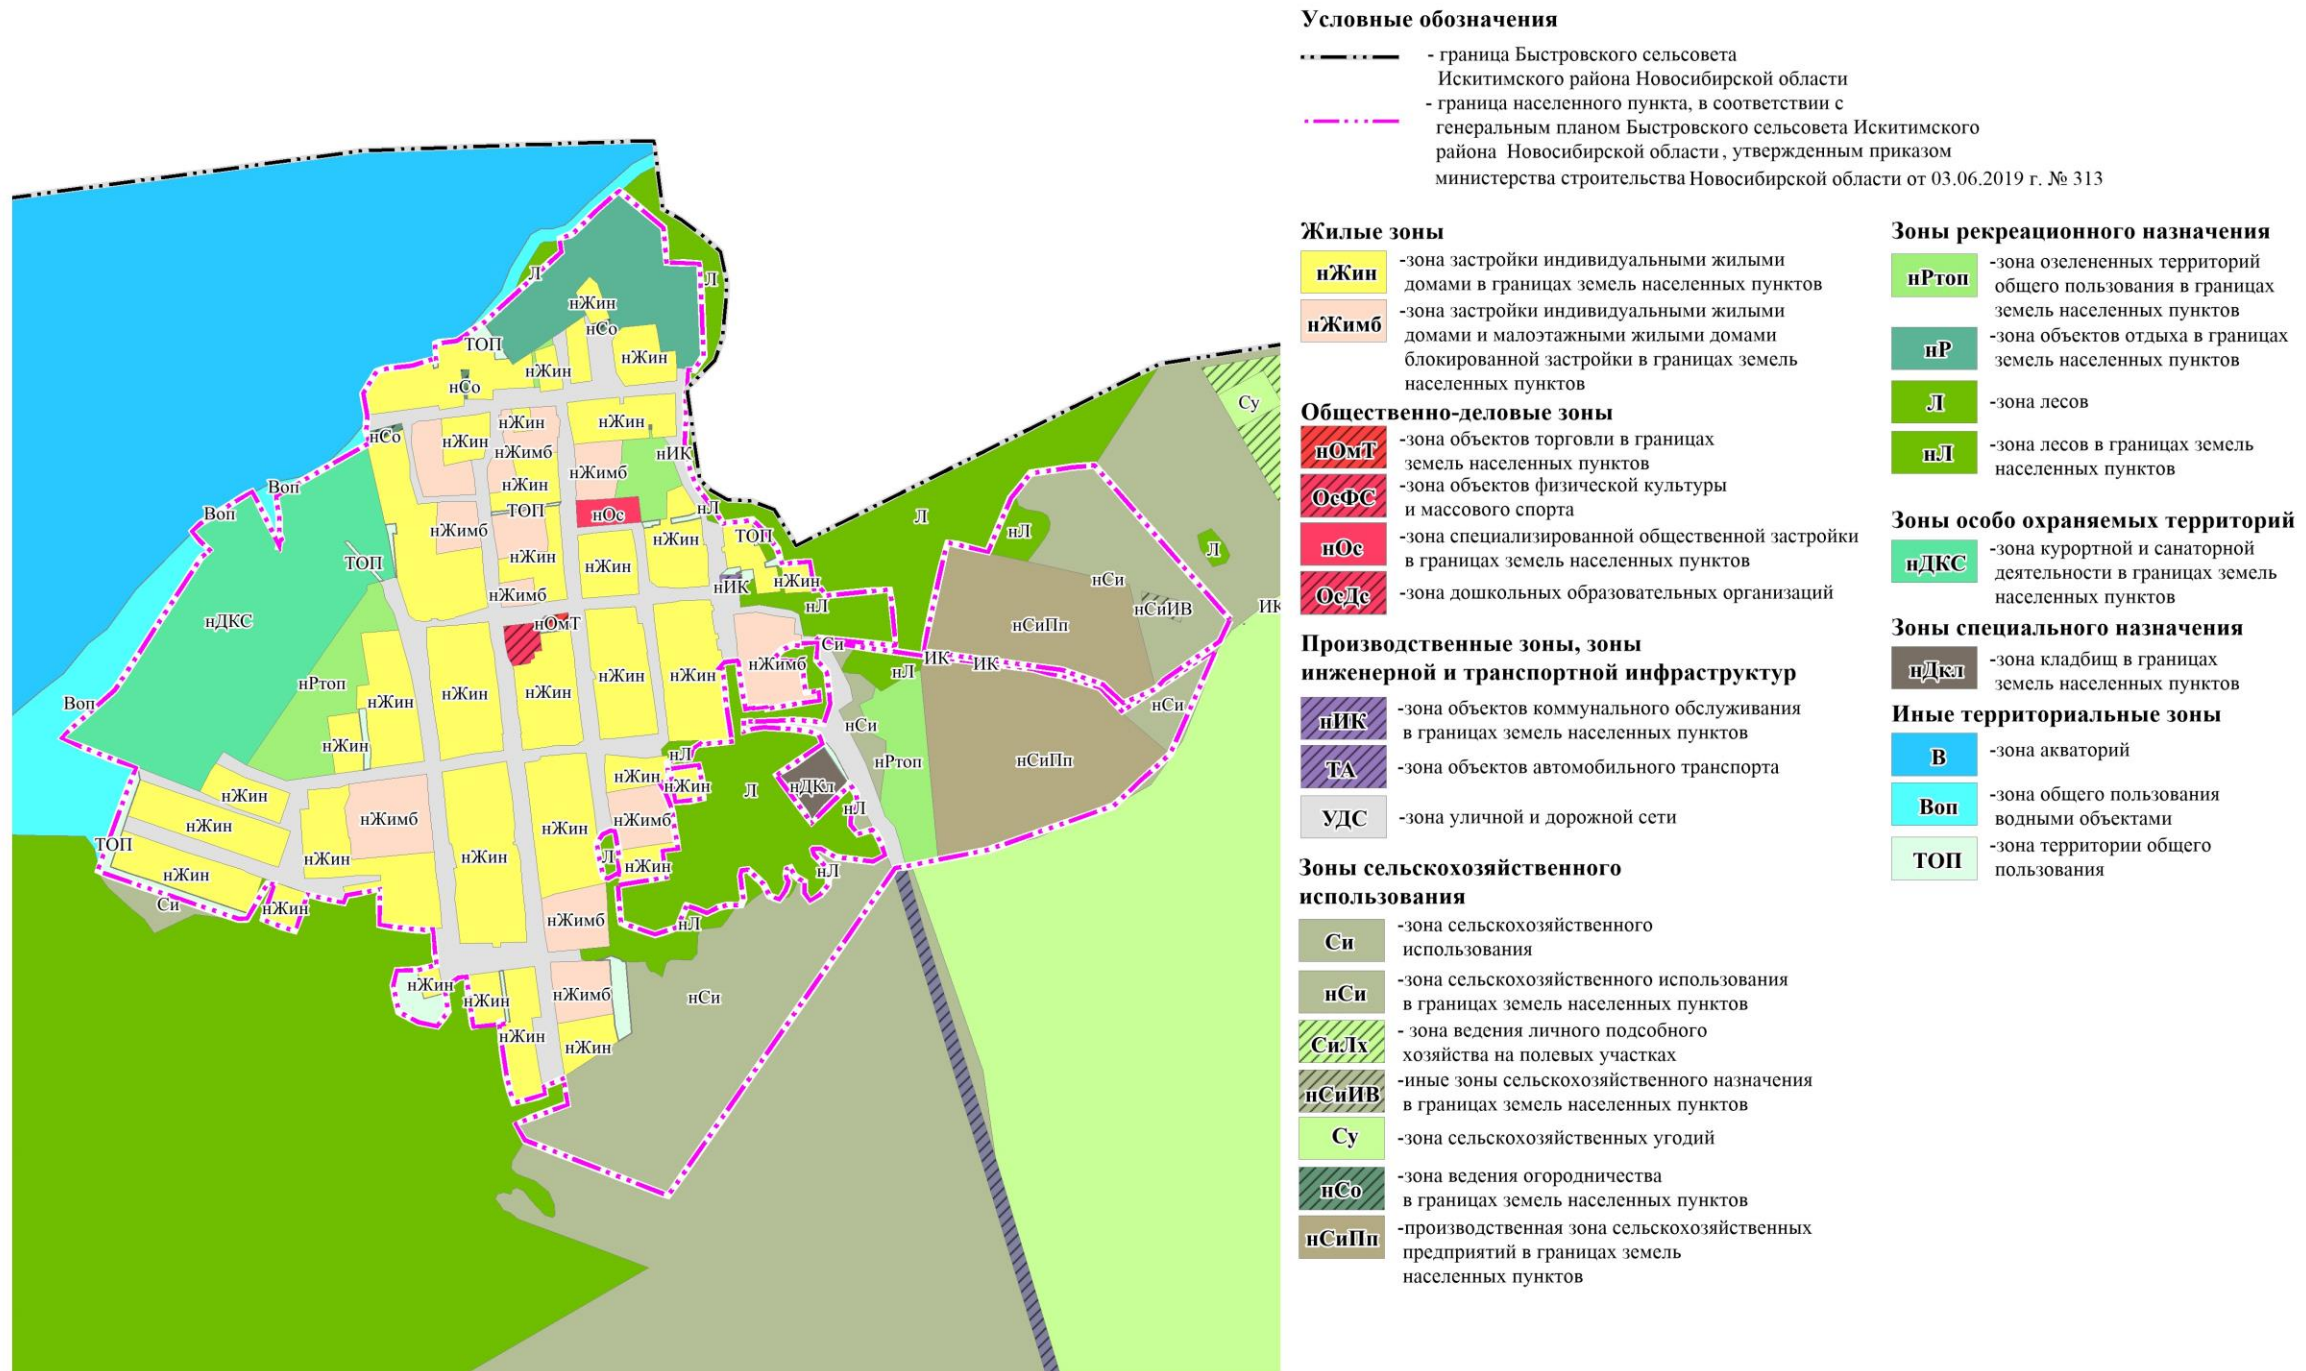 Условные обозначения
- граница Быстровского сельсовета
Искитимского района Новосибирской области
- граница населенного пункта, в соответствии с
генеральным планом Быстровского сельсовета Искитимского
района Новосибирской области, утвержденным приказом
министерства строительства Новосибирской области от 03.06.2019 г. № 313
Жилые зоны
нЖин
-зона застройки индивидуальными жилыми
домами в границах земель населенных пунктов
нЖимб
-зона застройки индивидуальными жилыми
домами и малоэтажными жилыми домами
блокированной застройки в границах земель
населенных пунктов
Общественно-деловые зоны
нОмТ
-зона объектов торговли в границах
земель населенных пунктов
ОсФС
-зона объектов физической культуры
и массового спорта
нОс
-зона специализированной общественной застройки
в границах земель населенных пунктов
ОсДс
-зона дошкольных образовательных организаций
Производственные зоны, зоны
инженерной и транспортной инфраструктур
нИК
-зона объектов коммунального обслуживания
в границах земель населенных пунктов
ТА
-зона объектов автомобильного транспорта
УДС
-зона уличной и дорожной сети
Зоны сельскохозяйственного
использования
Си
-зона сельскохозяйственного
использования
нСи
-зона сельскохозяйственного использования
в границах земель населенных пунктов
СиЛх
- зона ведения личного подсобного
хозяйства на полевых участках
нСиИВ
-иные зоны сельскохозяйственного назначения
в границах земель населенных пунктов
Су
-зона сельскохозяйственных угодий
нСо
-зона ведения огородничества
в границах земель населенных пунктов
нСиПп
-производственная зона сельскохозяйственных
предприятий в границах земель
населенных пунктов
Зоны рекреационного назначения
нРтоп
-зона озелененных территорий
общего пользования в границах
земель населенных пунктов
нР
-зона объектов отдыха в границах
земель населенных пунктов
Л
-зона лесов
нЛ
-зона лесов в границах земель
населенных пунктов
Зоны особо охраняемых территорий
нДКС
-зона курортной и санаторной
деятельности в границах земель
населенных пунктов
Зоны специального назначения
нДкл
-зона кладбищ в границах
земель населенных пунктов
Иные территориальные зоны
В
-зона акваторий
Воп
-зона общего пользования
водными объектами
ТОП
-зона территории общего
пользования
Л
Л
нЖин
нСо
ТОП
нЖин
нЖин
нСо
Су
нЖин
нЖин
нСо
нЖин
нЖимб
нИК
нЖимб
Воп
нЖин
Воп
ТОП
нОс
нЛ
Л
нЛ
нЖимб
нЖин
ТОП
Л
нЖин
ТОП
нЖин
нЖин
нСи
нИК
нЖимб
нЛ
нСиИВ
ИК
нДКС
нОмТ
нСиПп
Си
ИК
ИК
нЖимб
нЛ
нРтоп
нЖин
нЖин
нЖин
нЖин
нЖин
Воп
нСи
нСи
нЖин
нЛ
нРтоп
нСиПп
нЖин
нЖин
нДКл
Л
нЖин
нЛ
нЖин
нЖимб
нЖимб
нЖин
ТОП
нЖин
нЖин
Л
нЖин
нЖин
нЛ
Си
нЖин
нЖимб
нЛ
нЖин
нЖин
нЖимб
нСи
нЖин
нЖин